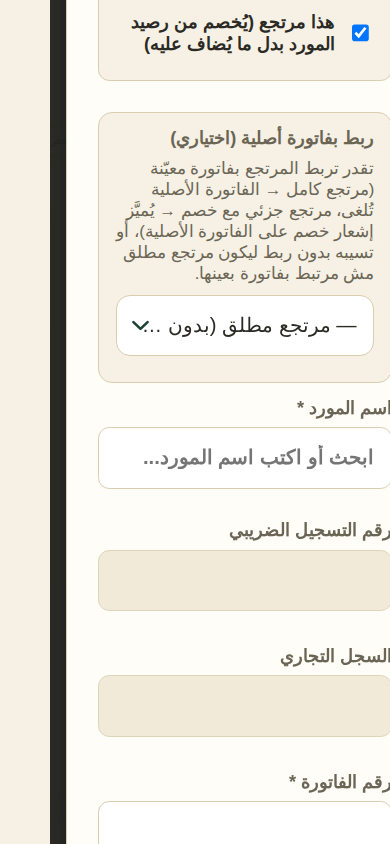 هذا مرتجع (يُخصم من رصيد
المورد بدل ما يُضاف عليه)
ربط بفاتورة أصلية (اختياري)
تقدر تربط المرتجع بفاتورة معيّنة
(مرتجع كامل → الفاتورة الأصلية
تُلغى، مرتجع جزئي مع خصم → يُميَّز
إشعار خصم على الفاتورة الأصلية)، أو
تسيبه بدون ربط ليكون مرتجع مطلق
مش مرتبط بفاتورة بعينها.
— مرتجع مطلق (بدون ...
اسم المورد *
ابحث أو اكتب اسم المورد...
رقم التسجيل الضريبي
السجل التجاري
رقم الفاتورة *